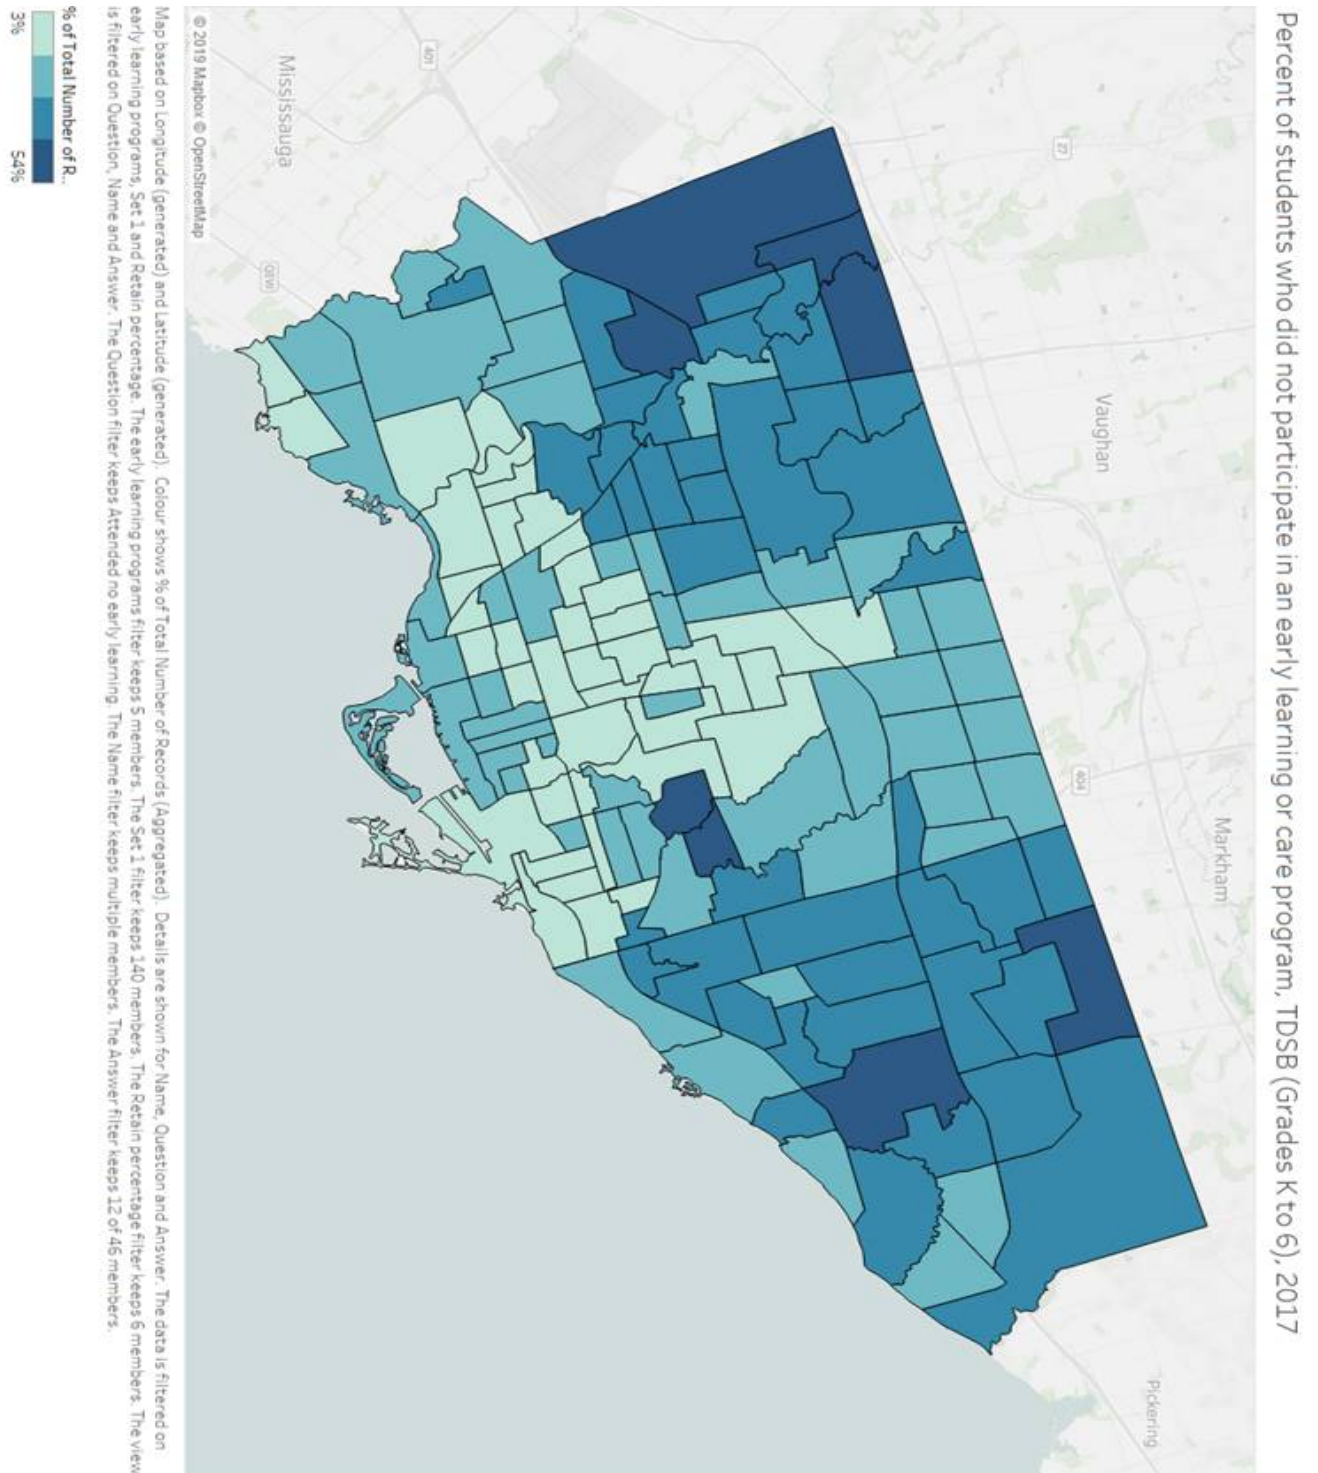 Percent of students who did not participate in an early learning or care program, TDSB (Grades K to 6), 2017
27
Vaughan
404
Markham
Pickering
401
Mississauga
QEW
© 2019 Mapbox © OpenStreetMap
Map based on Longitude (generated) and Latitude (generated). Colour shows % of Total Number of Records (Aggregated). Details are shown for Name, Question and Answer. The data is filtered on
early learning programs, Set 1 and Retain percentage. The early learning programs filter keeps 5 members. The Set 1 filter keeps 140 members. The Retain percentage filter keeps 6 members. The view
is filtered on Question, Name and Answer. The Question filter keeps Attended no early learning. The Name filter keeps multiple members. The Answer filter keeps 12 of 46 members.
% of Total Number of R..
3% 54%